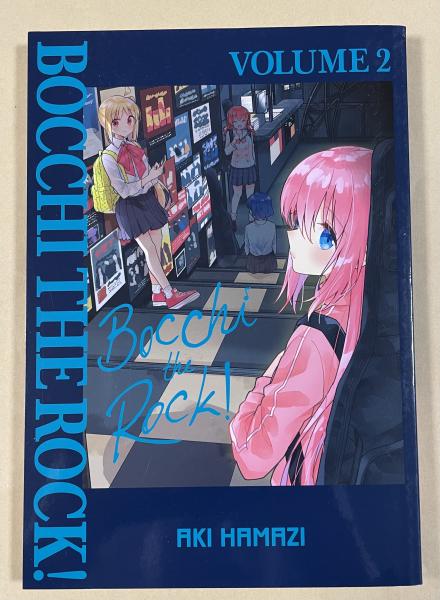 BOCCHI THE ROCK!
VOLUME 2
Bocchi
the
Rock!
AKI HAMAZI